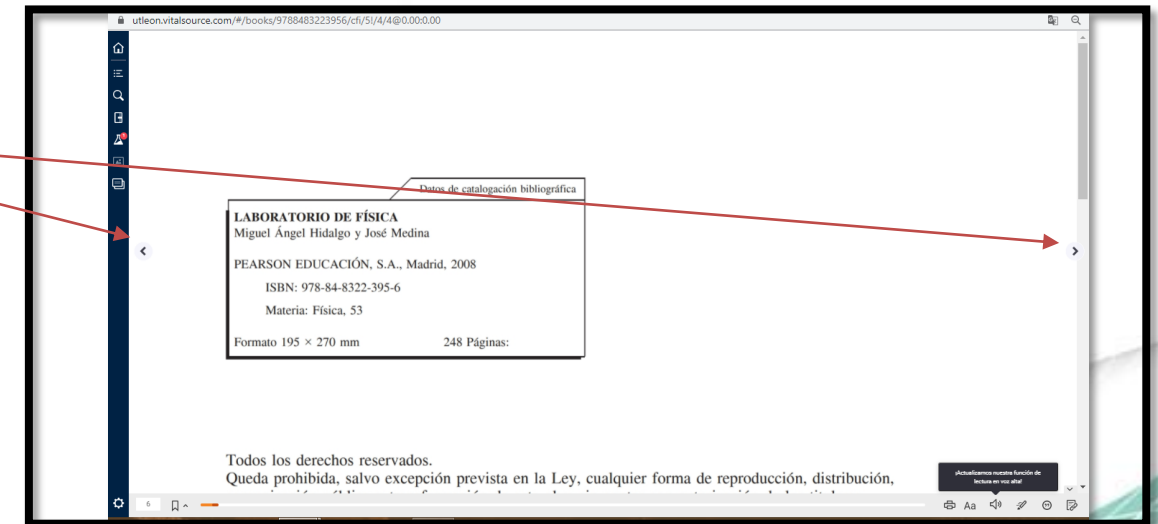 utleon.vitalsource.com/#/books/9788483223956/cfi/5!/4/4@0.00:0.00
Datos de catalogación bibliográfica
LABORATORIO DE FÍSICA
Miguel Ángel Hidalgo y José Medina
PEARSON EDUCACIÓN, S.A., Madrid, 2008
ISBN: 978-84-8322-395-6
Materia: Física, 53
Formato 195 × 270 mm 248 Páginas:
Todos los derechos reservados.
Queda prohibida, salvo excepción prevista en la Ley, cualquier forma de reproducción, distribución,
¡Actualizamos nuestra función de
lectura en voz alta!
6
Aa